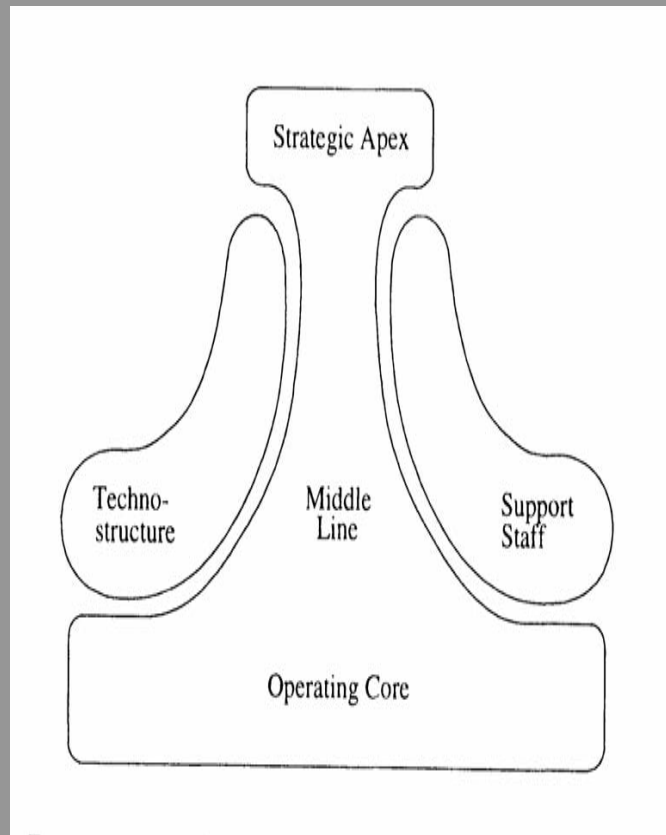 Strategic Apex
Techno-
structure
Middle
Line
Support
Staff
Operating Core